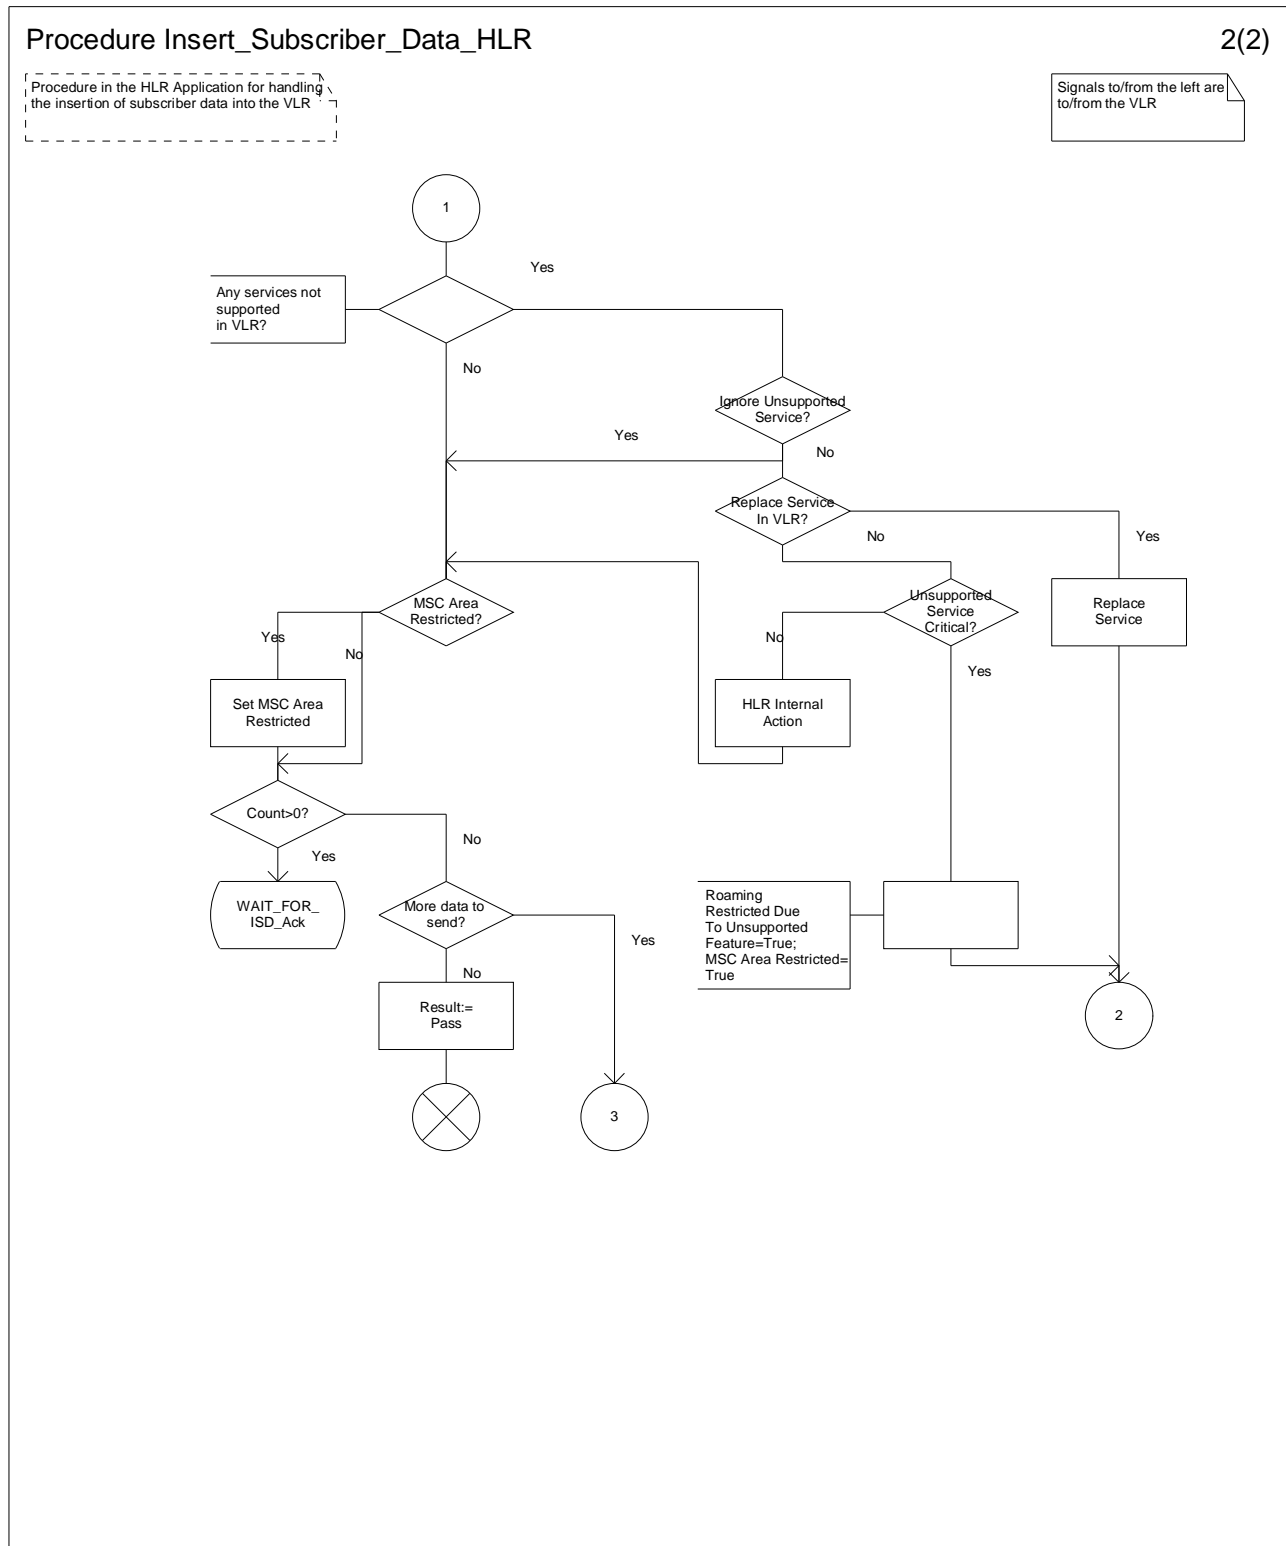 Procedure Insert_Subscriber_Data_HLR
2(2)
Procedure in the HLR Application for handling
the insertion of subscriber data into the VLR
Signals to/from the left are
to/from the VLR
1
Yes
Any services not
supported
in VLR?
No
Ignore Unsupported
Service?
Yes
No
Replace Service
In VLR?
No
Yes
MSC Area
Restricted?
Unsupported
Service
Critical?
Replace
Service
Yes
No
No
Yes
Set MSC Area
Restricted
HLR Internal
Action
Count>0?
No
Yes
WAIT_FOR_
ISD_Ack
More data to
send?
Yes
Roaming
Restricted Due
To Unsupported
Feature=True;
MSC Area Restricted=
True
No
Result:=
Pass
2
3